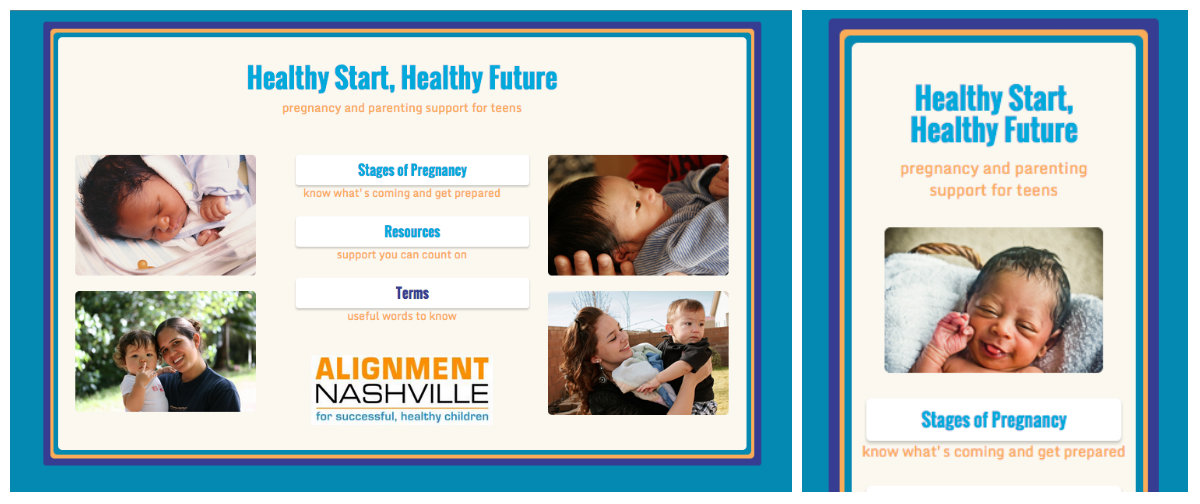 Healthy Start, Healthy Future
pregnancy and parenting support for teens
Stages of Pregnancy
know what's coming and get prepared
Resources
support you can count on
Terms
useful words to know
ALIGNMENT
NASHVILLE
for successful, healthy children
Healthy Start,
Healthy Future
pregnancy and parenting
support for teens
Stages of Pregnancy
know what's coming and get prepared